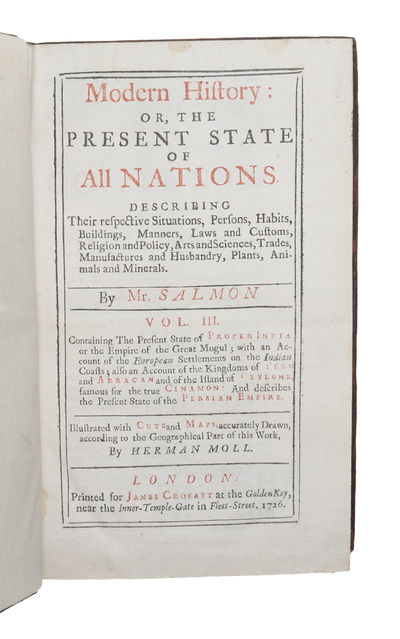 Modern Hiſtory:
OR, THE
PRESENT STATE
OF
All NATIONS.
DESCRIBING
Their reſpective Situations, Perſons, Habits,
Buildings, Manners, Laws and Cuſtoms,
Religion and Policy, Arts and Sciences, Trades,
Manufactures and Husbandry, Plants, Ani-
mals and Minerals.
By Mr. SALMON
VOL. III.
Containing The Preſent State of PROPER INDIA
or the Empire of the Great Mogul; with an Ac-
count of the European Settlements on the Indian
Coaſts; alſo an Account of the Kingdoms of PEGU
and ARRACAN and of the Iſland of CEYLONE,
famous for the true CINAMON: And deſcribes
the Preſent State of the PERSIAN EMPIRE.
Illuſtrated with CUTS and MAPS, accurately Drawn,
according to the Geographical Part of this Work,
By HERMAN MOLL.
LONDON:
Printed for JAMES CROKATT at the Golden Key,
near the Inner-Temple-Gate in Fleet-Street. 1726.